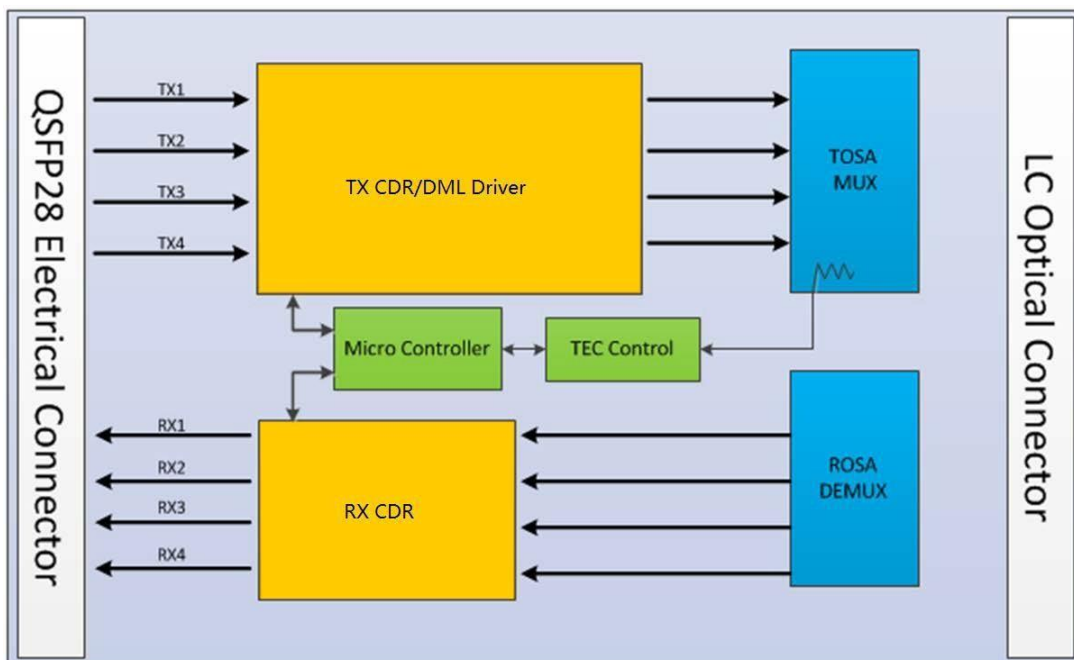 QSFP28 Electrical Connector
TX1
TX2
TX3
TX4
TX CDR/DML Driver
TOSA
MUX
Micro Controller
TEC Control
RX1
RX2
RX3
RX4
RX CDR
ROSA
DEMUX
LC Optical Connector